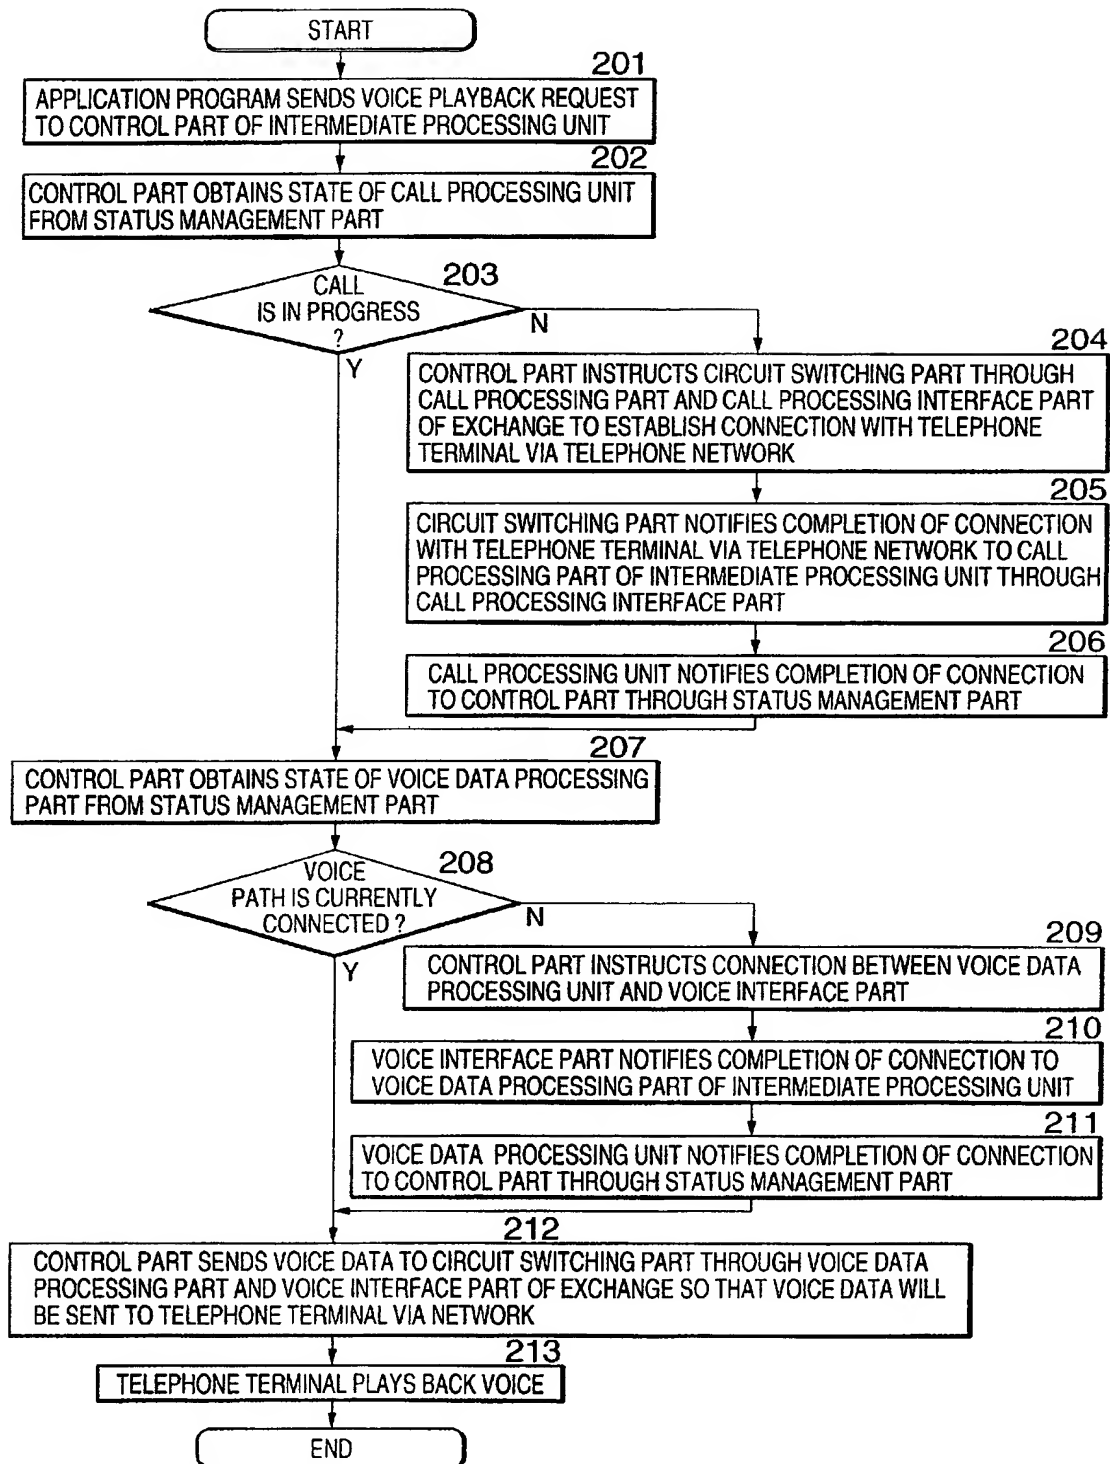 START
201
APPLICATION PROGRAM SENDS VOICE PLAYBACK REQUEST
TO CONTROL PART OF INTERMEDIATE PROCESSING UNIT
202
CONTROL PART OBTAINS STATE OF CALL PROCESSING UNIT
FROM STATUS MANAGEMENT PART
203
CALL
IS IN PROGRESS
?
N
Y
204
CONTROL PART INSTRUCTS CIRCUIT SWITCHING PART THROUGH
CALL PROCESSING PART AND CALL PROCESSING INTERFACE PART
OF EXCHANGE TO ESTABLISH CONNECTION WITH TELEPHONE
TERMINAL VIA TELEPHONE NETWORK
205
CIRCUIT SWITCHING PART NOTIFIES COMPLETION OF CONNECTION
WITH TELEPHONE TERMINAL VIA TELEPHONE NETWORK TO CALL
PROCESSING PART OF INTERMEDIATE PROCESSING UNIT THROUGH
CALL PROCESSING INTERFACE PART
206
CALL PROCESSING UNIT NOTIFIES COMPLETION OF CONNECTION
TO CONTROL PART THROUGH STATUS MANAGEMENT PART
207
CONTROL PART OBTAINS STATE OF VOICE DATA PROCESSING
PART FROM STATUS MANAGEMENT PART
208
VOICE
PATH IS CURRENTLY
CONNECTED ?
N
Y
209
CONTROL PART INSTRUCTS CONNECTION BETWEEN VOICE DATA
PROCESSING UNIT AND VOICE INTERFACE PART
210
VOICE INTERFACE PART NOTIFIES COMPLETION OF CONNECTION TO
VOICE DATA PROCESSING PART OF INTERMEDIATE PROCESSING UNIT
211
VOICE DATA PROCESSING UNIT NOTIFIES COMPLETION OF CONNECTION
TO CONTROL PART THROUGH STATUS MANAGEMENT PART
212
CONTROL PART SENDS VOICE DATA TO CIRCUIT SWITCHING PART THROUGH VOICE DATA
PROCESSING PART AND VOICE INTERFACE PART OF EXCHANGE SO THAT VOICE DATA WILL
BE SENT TO TELEPHONE TERMINAL VIA NETWORK
213
TELEPHONE TERMINAL PLAYS BACK VOICE
END